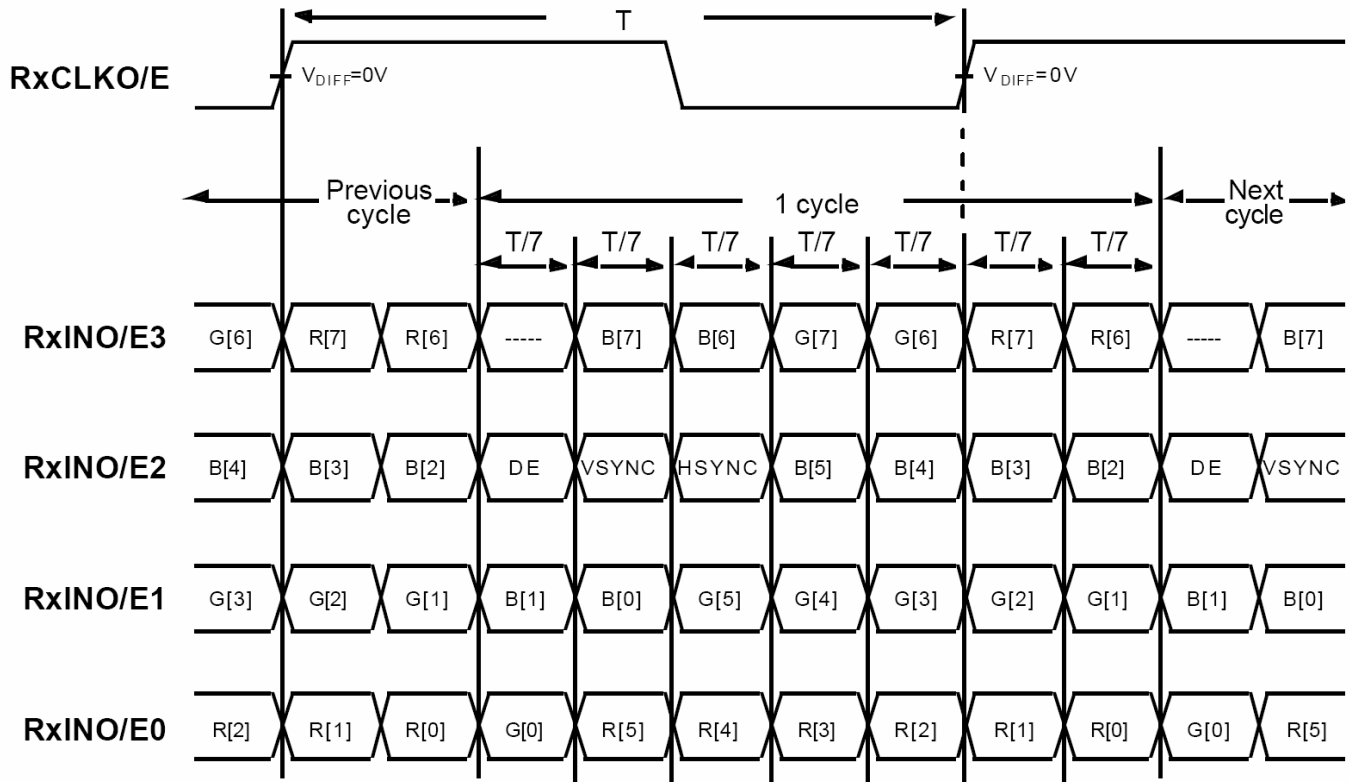 T
RxCLKO/E
VDIFF=0V
VDIFF=0V
Previous cycle
1 cycle
Next cycle
T/7 T/7 T/7 T/7 T/7 T/7 T/7
RxINO/E3 G[6] R[7] R[6] ----- B[7] B[6] G[7] G[6] R[7] R[6] ----- B[7]
RxINO/E2 B[4] B[3] B[2] DE VSYNC HSYNC B[5] B[4] B[3] B[2] DE VSYNC
RxINO/E1 G[3] G[2] G[1] B[1] B[0] G[5] G[4] G[3] G[2] G[1] B[1] B[0]
RxINO/E0 R[2] R[1] R[0] G[0] R[5] R[4] R[3] R[2] R[1] R[0] G[0] R[5]